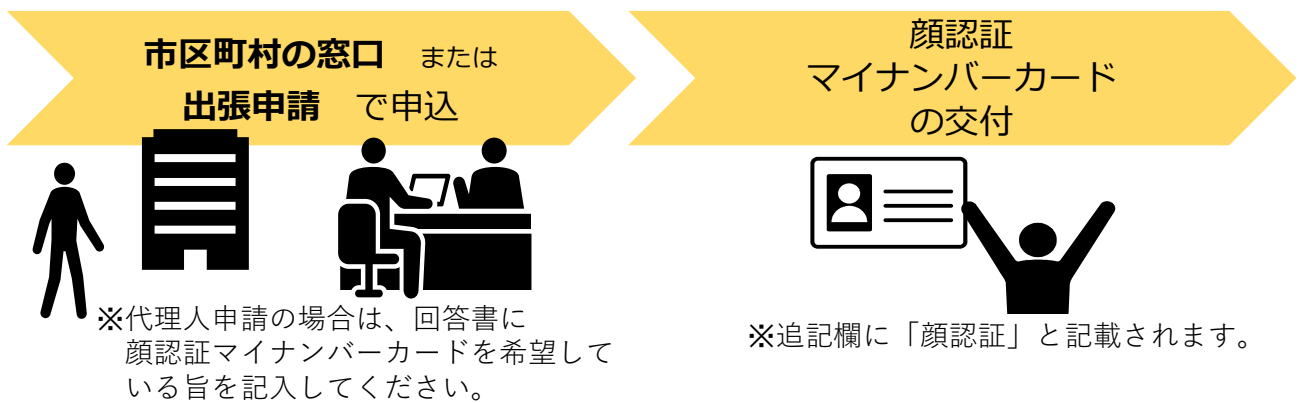 市区町村の窓口　または
出張申請　で申込
顔認証
マイナンバーカード
の交付
※代理人申請の場合は、回答書に
顔認証マイナンバーカードを希望して
いる旨を記入してください。
※追記欄に「顔認証」と記載されます。